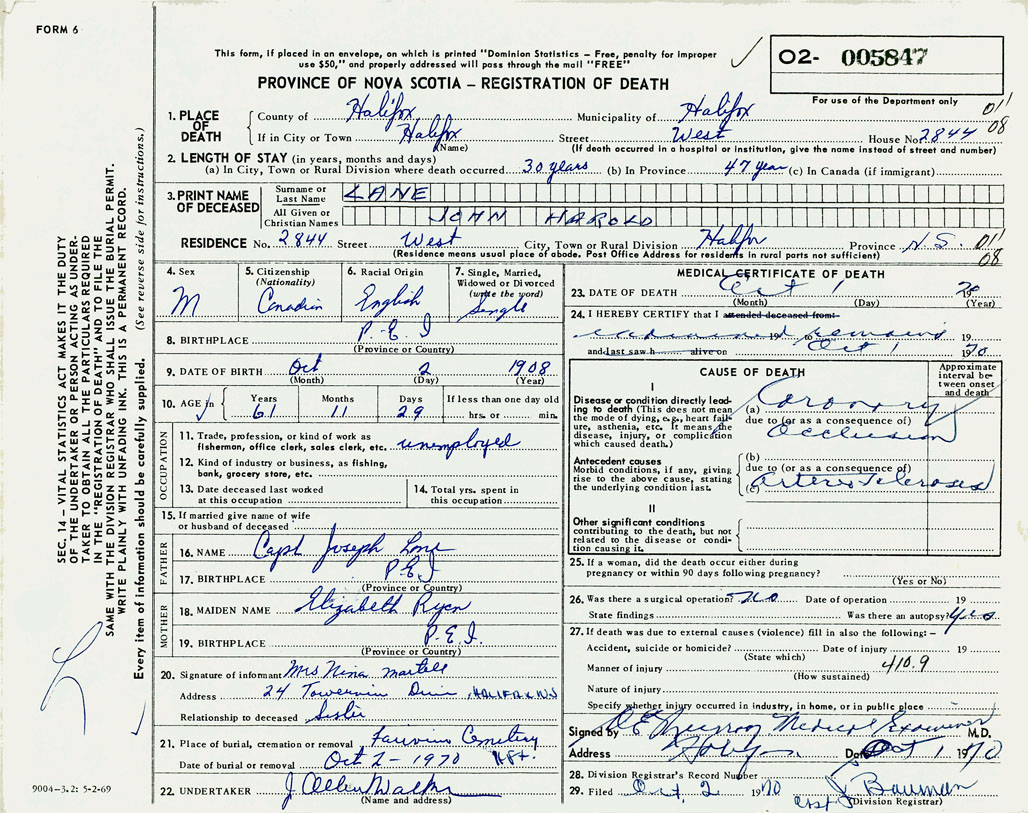 FORM 6
This form, if placed in an envelope, on which is printed "Dominion Statistics – Free, penalty for improper
use $50," and properly addressed will pass through the mail "FREE"
02- 005847
PROVINCE OF NOVA SCOTIA – REGISTRATION OF DEATH
For use of the Department only
011
08
1. PLACE OF DEATH
County of Halifax Municipality of Halifax
If in City or Town Halifax Street West House No. 2844
(Name) (If death occurred in a hospital or institution, give the name instead of street and number)
2. LENGTH OF STAY (in years, months and days)
(a) In City, Town or Rural Division where death occurred 30 years (b) In Province 47 year (c) In Canada (if immigrant)
3. PRINT NAME OF DECEASED
Surname or Last Name LANE
All Given or Christian Names JOHN HAROLD
RESIDENCE No. 2844 Street West City, Town or Rural Division Halifax Province N.S. 011
08
(Residence means usual place of abode. Post Office Address for residents in rural parts not sufficient)
4. Sex M
5. Citizenship (Nationality) Canadin
6. Racial Origin English
7. Single, Married, Widowed or Divorced (write the word) Single
8. BIRTHPLACE P.E.I
(Province or Country)
9. DATE OF BIRTH Oct 2 1908
(Month) (Day) (Year)
10. AGE in Years 61 Months 11 Days 29 If less than one day old
hrs. or min.
OCCUPATION
11. Trade, profession, or kind of work as
fisherman, office clerk, sales clerk, etc. unemployed
12. Kind of industry or business, as fishing,
bank, grocery store, etc.
13. Date deceased last worked
at this occupation
14. Total yrs. spent in
this occupation
15. If married give name of wife
or husband of deceased
FATHER
16. NAME Capt Joseph Lane
17. BIRTHPLACE P.E.I
(Province or Country)
MOTHER
18. MAIDEN NAME Elizabeth Ryan
19. BIRTHPLACE P.E.I.
(Province or Country)
20. Signature of informant Mrs Nina Martell
Address 24 HALIFAX N.S
Relationship to deceased Sister
21. Place of burial, cremation or removal Cemetery
Date of burial or removal Oct 2 - 1970 Hfx.
22. UNDERTAKER J Allen Walker
(Name and address)
MEDICAL CERTIFICATE OF DEATH
23. DATE OF DEATH Oct 1 1970
(Month) (Day) (Year)
24. I HEREBY CERTIFY that I attended deceased from:
examined 19 to remains 19
and last saw h alive on Oct 1 1970
CAUSE OF DEATH
Approximate interval between onset and death
I
Disease or condition directly leading to death (This does not mean the mode of dying, e.g., heart failure, asthenia, etc. It means the disease, injury, or complication which caused death.)
(a) Coronary
due to (or as a consequence of)
Occlusion
Antecedent causes
Morbid conditions, if any, giving rise to the above cause, stating the underlying condition last.
(b)
due to (or as a consequence of)
(c) Arteriosclerosis
II
Other significant conditions
contributing to the death, but not related to the disease or condition causing it.
25. If a woman, did the death occur either during
pregnancy or within 90 days following pregnancy?
(Yes or No)
26. Was there a surgical operation? no Date of operation 19
State findings Was there an autopsy? yes
27. If death was due to external causes (violence) fill in also the following: –
Accident, suicide or homicide? Date of injury 19
(State which)
Manner of injury 410.9
(How sustained)
Nature of injury
Specify whether injury occurred in industry, in home, or in public place
Signed by Medical Examiner M.D.
Address Date Oct 1 1970
28. Division Registrar's Record Number
29. Filed Oct. 2 1970 J Bauman
(Division Registrar)
SEC. 14 – VITAL STATISTICS ACT MAKES IT THE DUTY
OF THE UNDERTAKER OR PERSON ACTING AS UNDER-
TAKER TO OBTAIN ALL THE PARTICULARS REQUIRED
IN THE "REGISTRATION OF DEATH" AND TO FILE THE
SAME WITH THE DIVISION REGISTRAR WHO SHALL ISSUE THE BURIAL PERMIT.
WRITE PLAINLY WITH UNFADING INK. THIS IS A PERMANENT RECORD.
Every item of information should be carefully supplied. (See reverse side for instructions.)
9004-3.2: 5-2-69